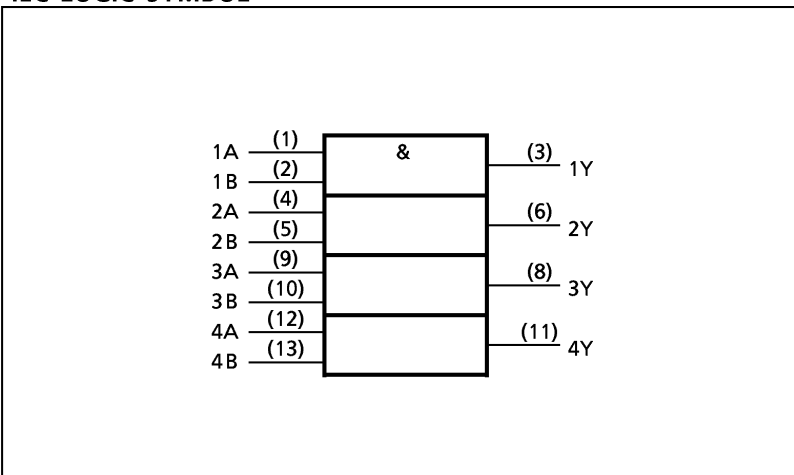 IEC LOGIC SYMBOL
1A (1) & (3) 1Y
1B (2)
2A (4) (6) 2Y
2B (5)
3A (9) (8) 3Y
3B (10)
4A (12) (11) 4Y
4B (13)